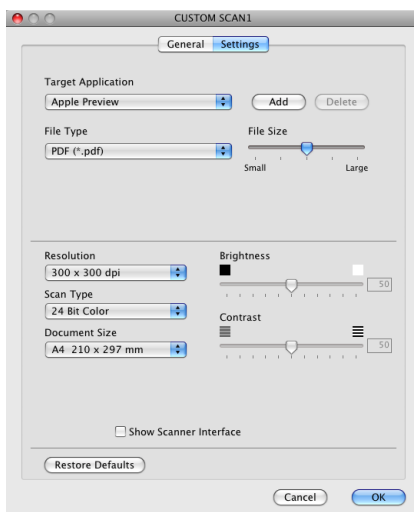 CUSTOM SCAN1
General Settings
Target Application
Apple Preview Add Delete
File Type File Size
PDF (*.pdf)
Small Large
Resolution Brightness
300 x 300 dpi
50
Scan Type
24 Bit Color
Contrast
Document Size
A4 210 x 297 mm 50
Show Scanner Interface
Restore Defaults
Cancel OK